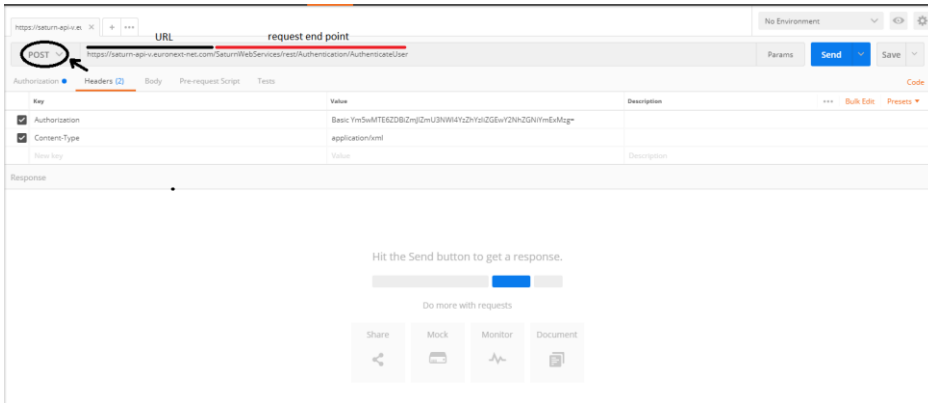 https://saturn-api-v.eu
No Environment
URL
request end point
POST
https://saturn-api-v.euronext-net.com/SaturnWebServices/rest/Authentication/AuthenticateUser
Params
Send
Save
Authorization
Headers (2)
Body
Pre-request Script
Tests
Code
Key
Value
Description
Bulk Edit
Presets
Authorization
Basic
Content-Type
application/xml
New key
Value
Description
Response
Hit the Send button to get a response.
Do more with requests
Share
Mock
Monitor
Document